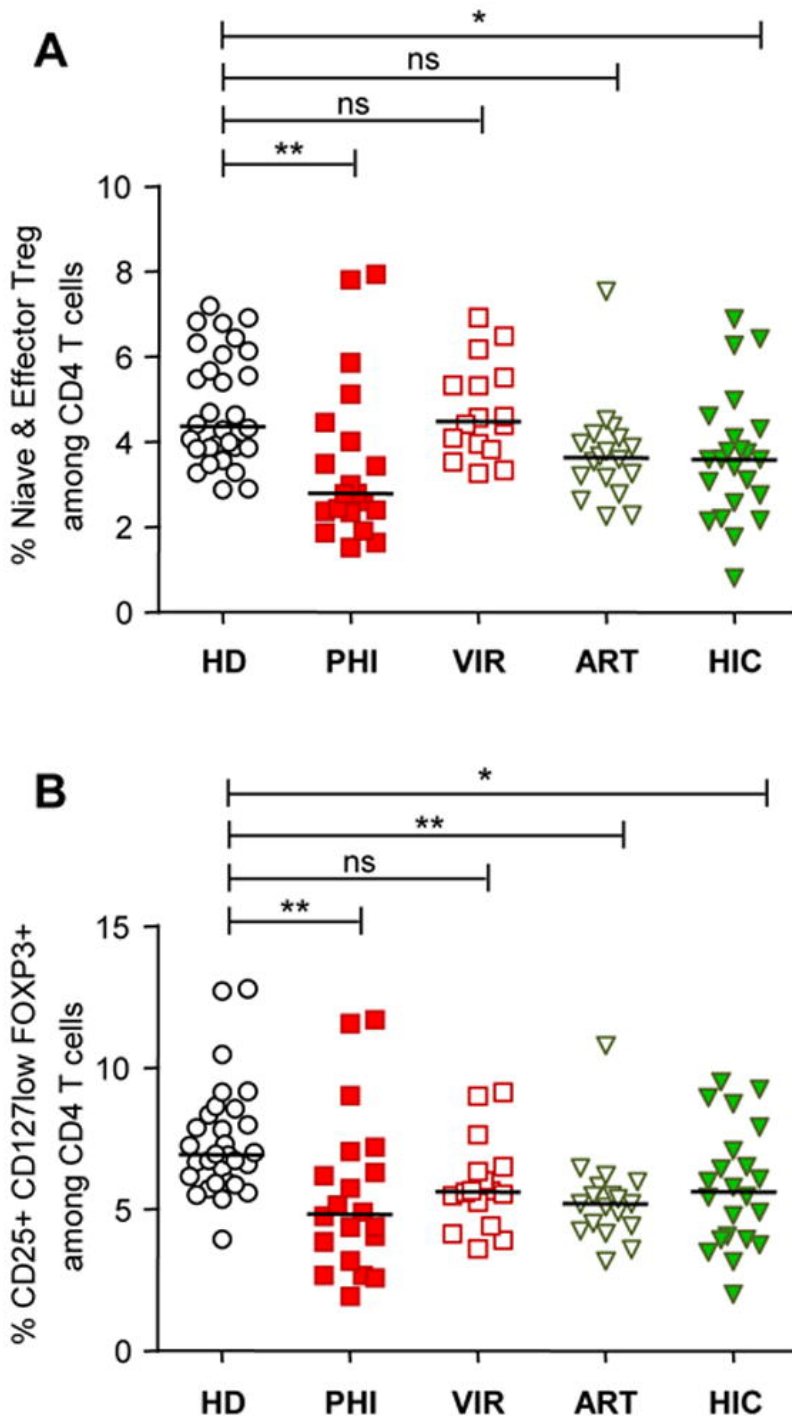 A
*
ns
ns
**
% Niave & Effector Treg
among CD4 T cells
10
8
6
4
2
0
HD PHI VIR ART HIC
B
*
**
ns
**
% CD25+ CD127low FOXP3+
among CD4 T cells
15
10
5
0
HD PHI VIR ART HIC